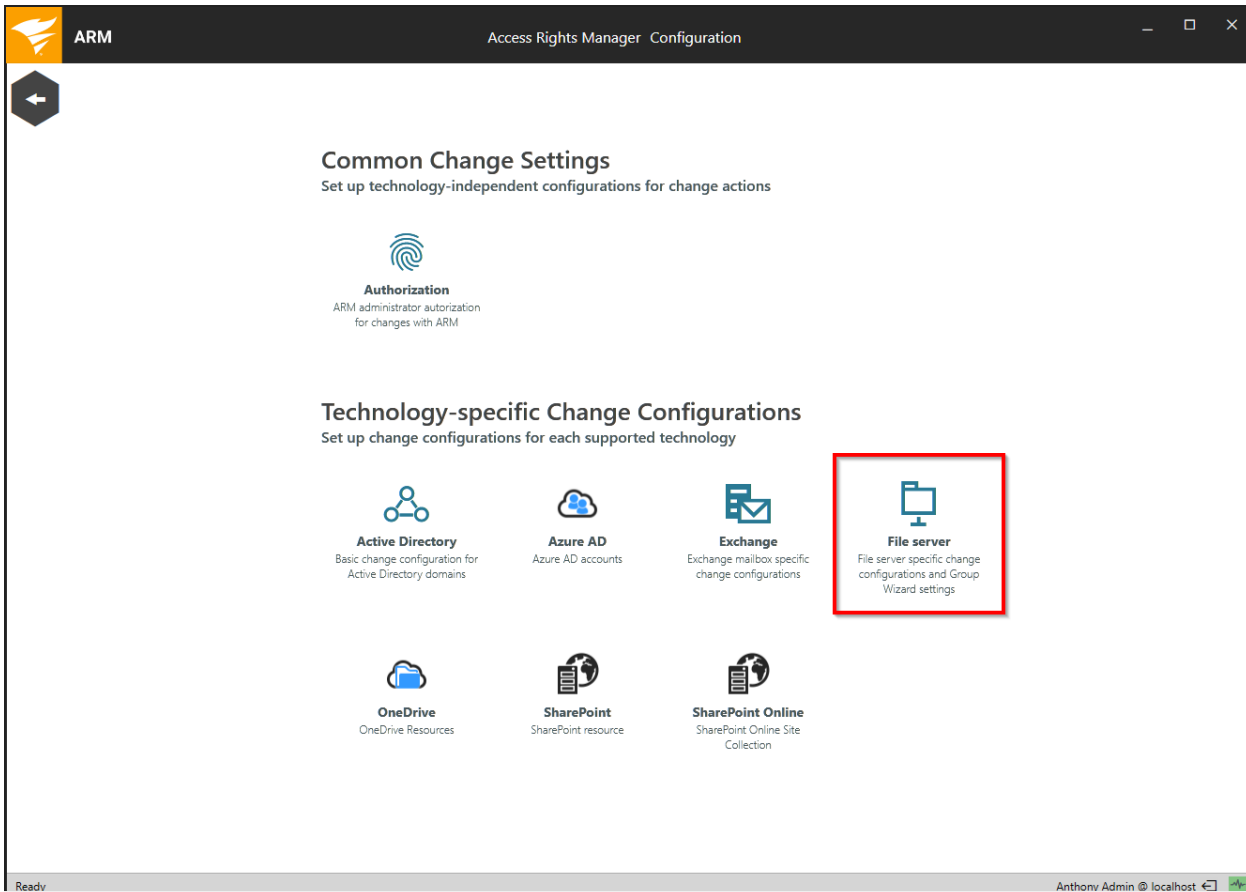 ARM
Access Rights Manager Configuration
Common Change Settings
Set up technology-independent configurations for change actions
Authorization
ARM administrator autorization
for changes with ARM
Technology-specific Change Configurations
Set up change configurations for each supported technology
Active Directory
Basic change configuration for
Active Directory domains
Azure AD
Azure AD accounts
Exchange
Exchange mailbox specific
change configurations
File server
File server specific change
configurations and Group
Wizard settings
OneDrive
OneDrive Resources
SharePoint
SharePoint resource
SharePoint Online
SharePoint Online Site
Collection
Ready
Anthony Admin @ localhost